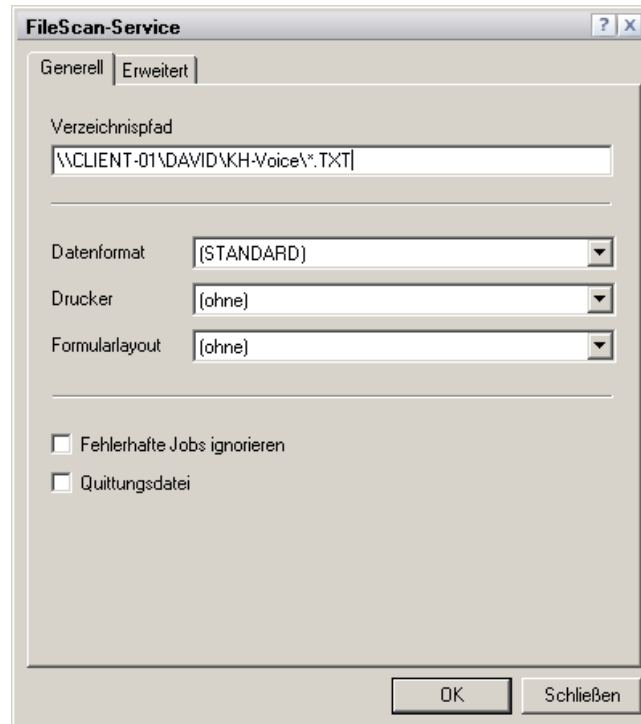 FileScan-Service
? X
Generell Erweitert
Verzeichnispfad
\\CLIENT-01\DAVID\KH-Voice\*.TXT
Datenformat (STANDARD)
Drucker (ohne)
Formularlayout (ohne)
Fehlerhafte Jobs ignorieren
Quittungsdatei
OK Schließen